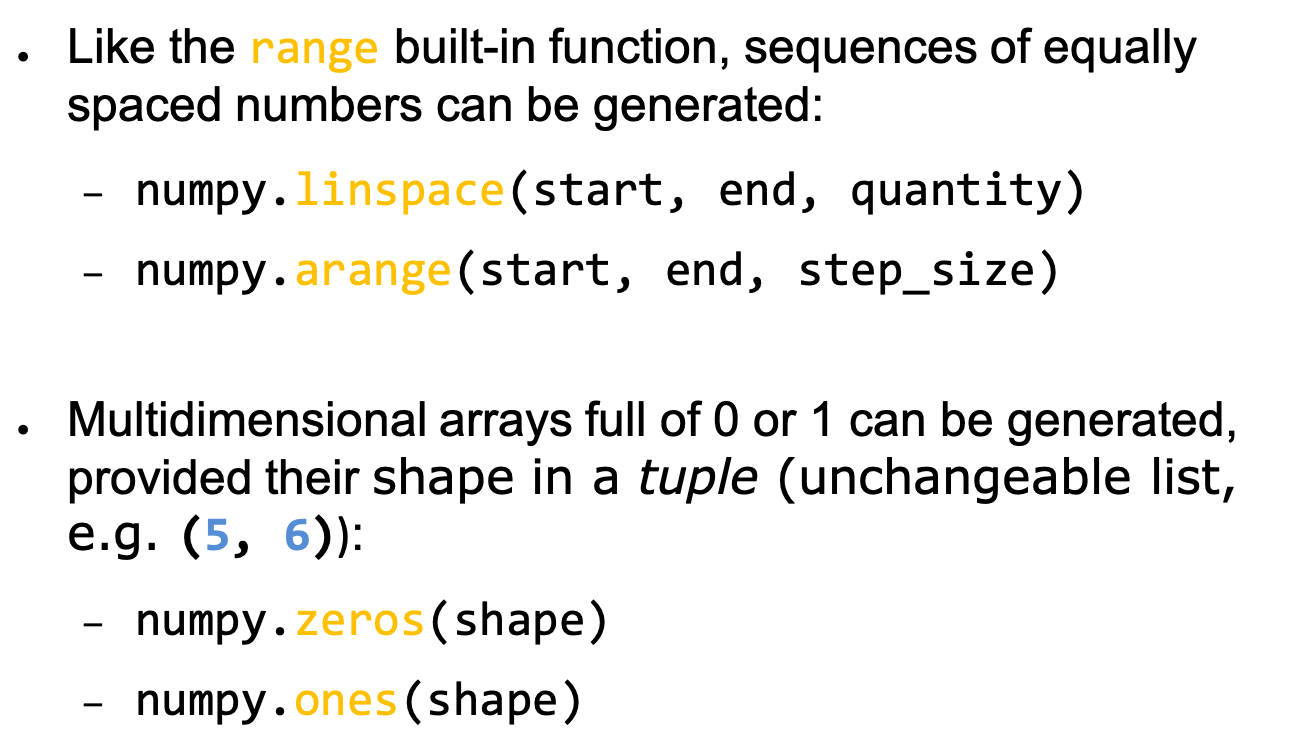 • Like the range built-in function, sequences of equally
spaced numbers can be generated:
– numpy.linspace(start, end, quantity)
– numpy.arange(start, end, step_size)
• Multidimensional arrays full of 0 or 1 can be generated,
provided their shape in a tuple (unchangeable list,
e.g. (5, 6)):
– numpy.zeros(shape)
– numpy.ones(shape)